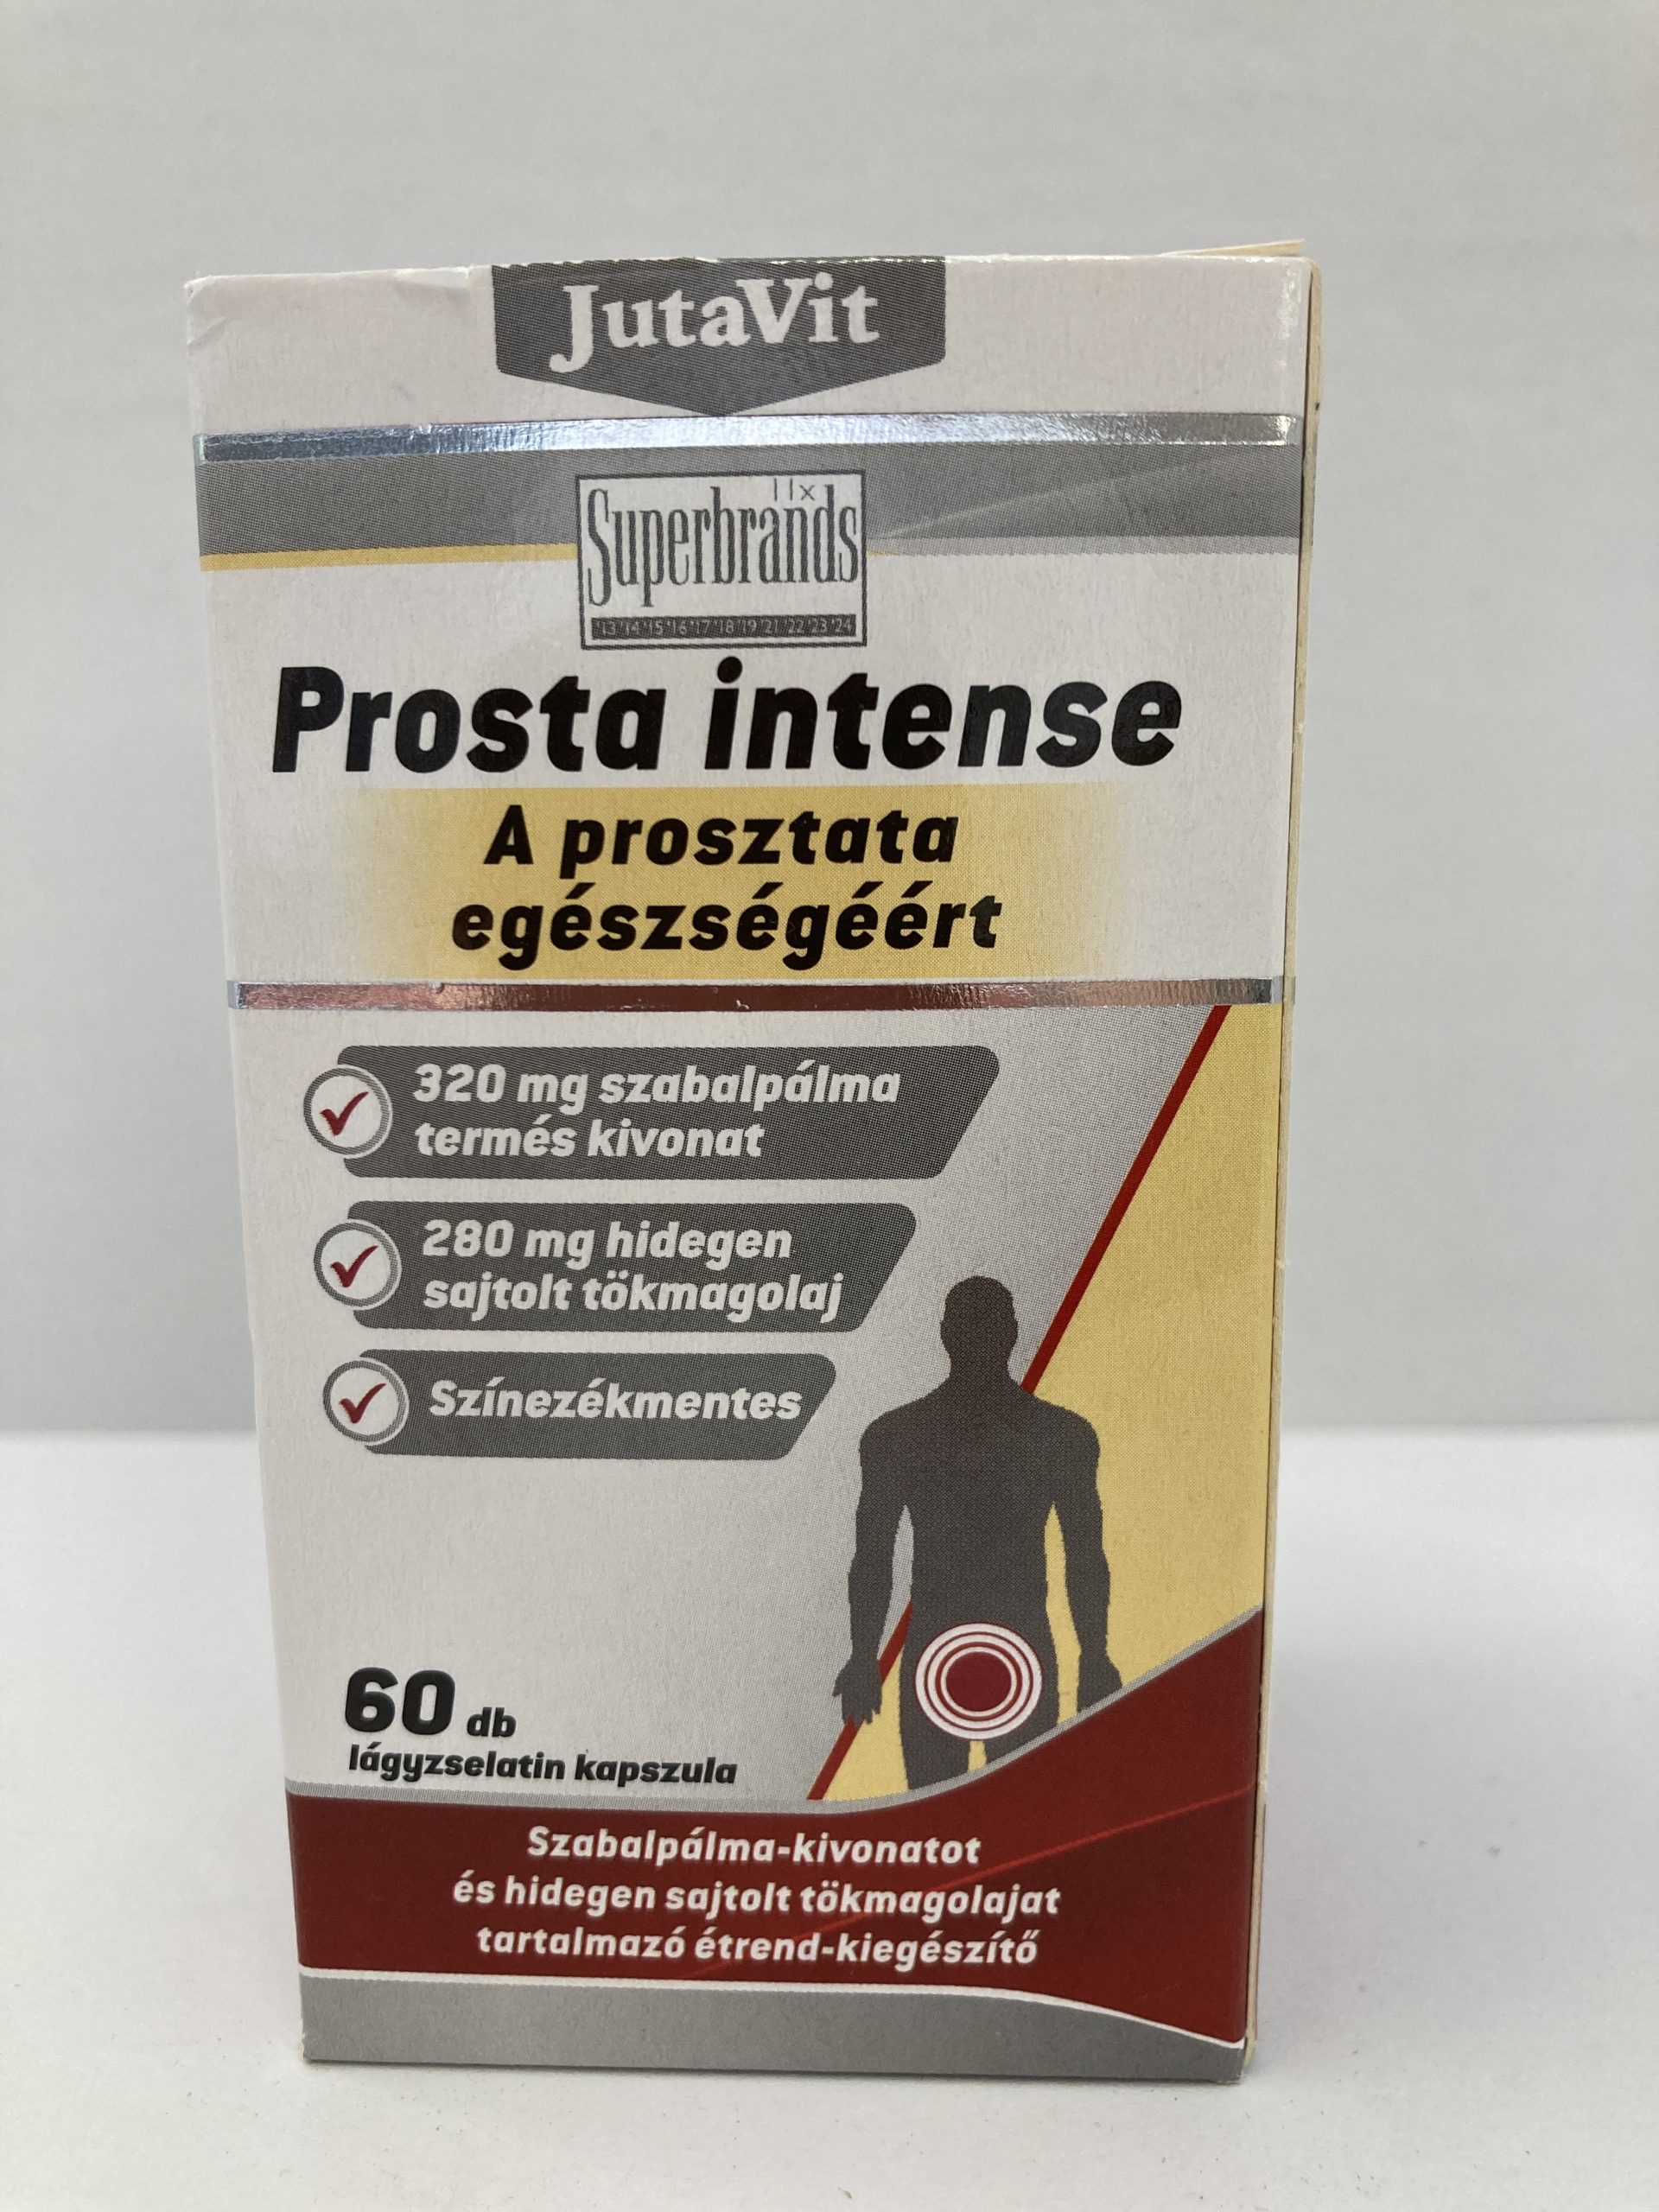 JutaVit
11x
Superbrands
'13 '14 '15 '16 '17 '18 '19 '21 '22 '23 '24
Prosta intense
A prosztata
egészségéért
320 mg szabalpálma
termés kivonat
280 mg hidegen
sajtolt tökmagolaj
Színezékmentes
60 db
lágyzselatin kapszula
Szabalpálma-kivonatot
és hidegen sajtolt tökmagolajat
tartalmazó étrend-kiegészítő